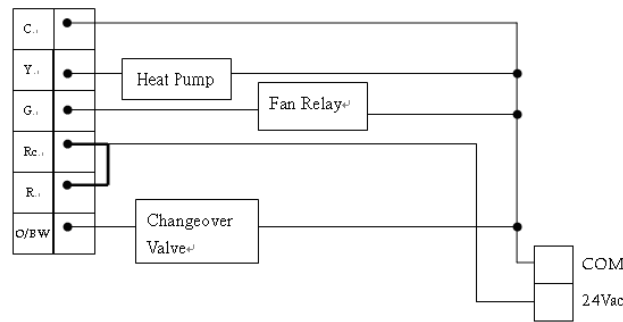 C
Y
Heat Pump
G
Fan Relay
Rc
R
O/BW
Changeover
Valve
COM
24Vac